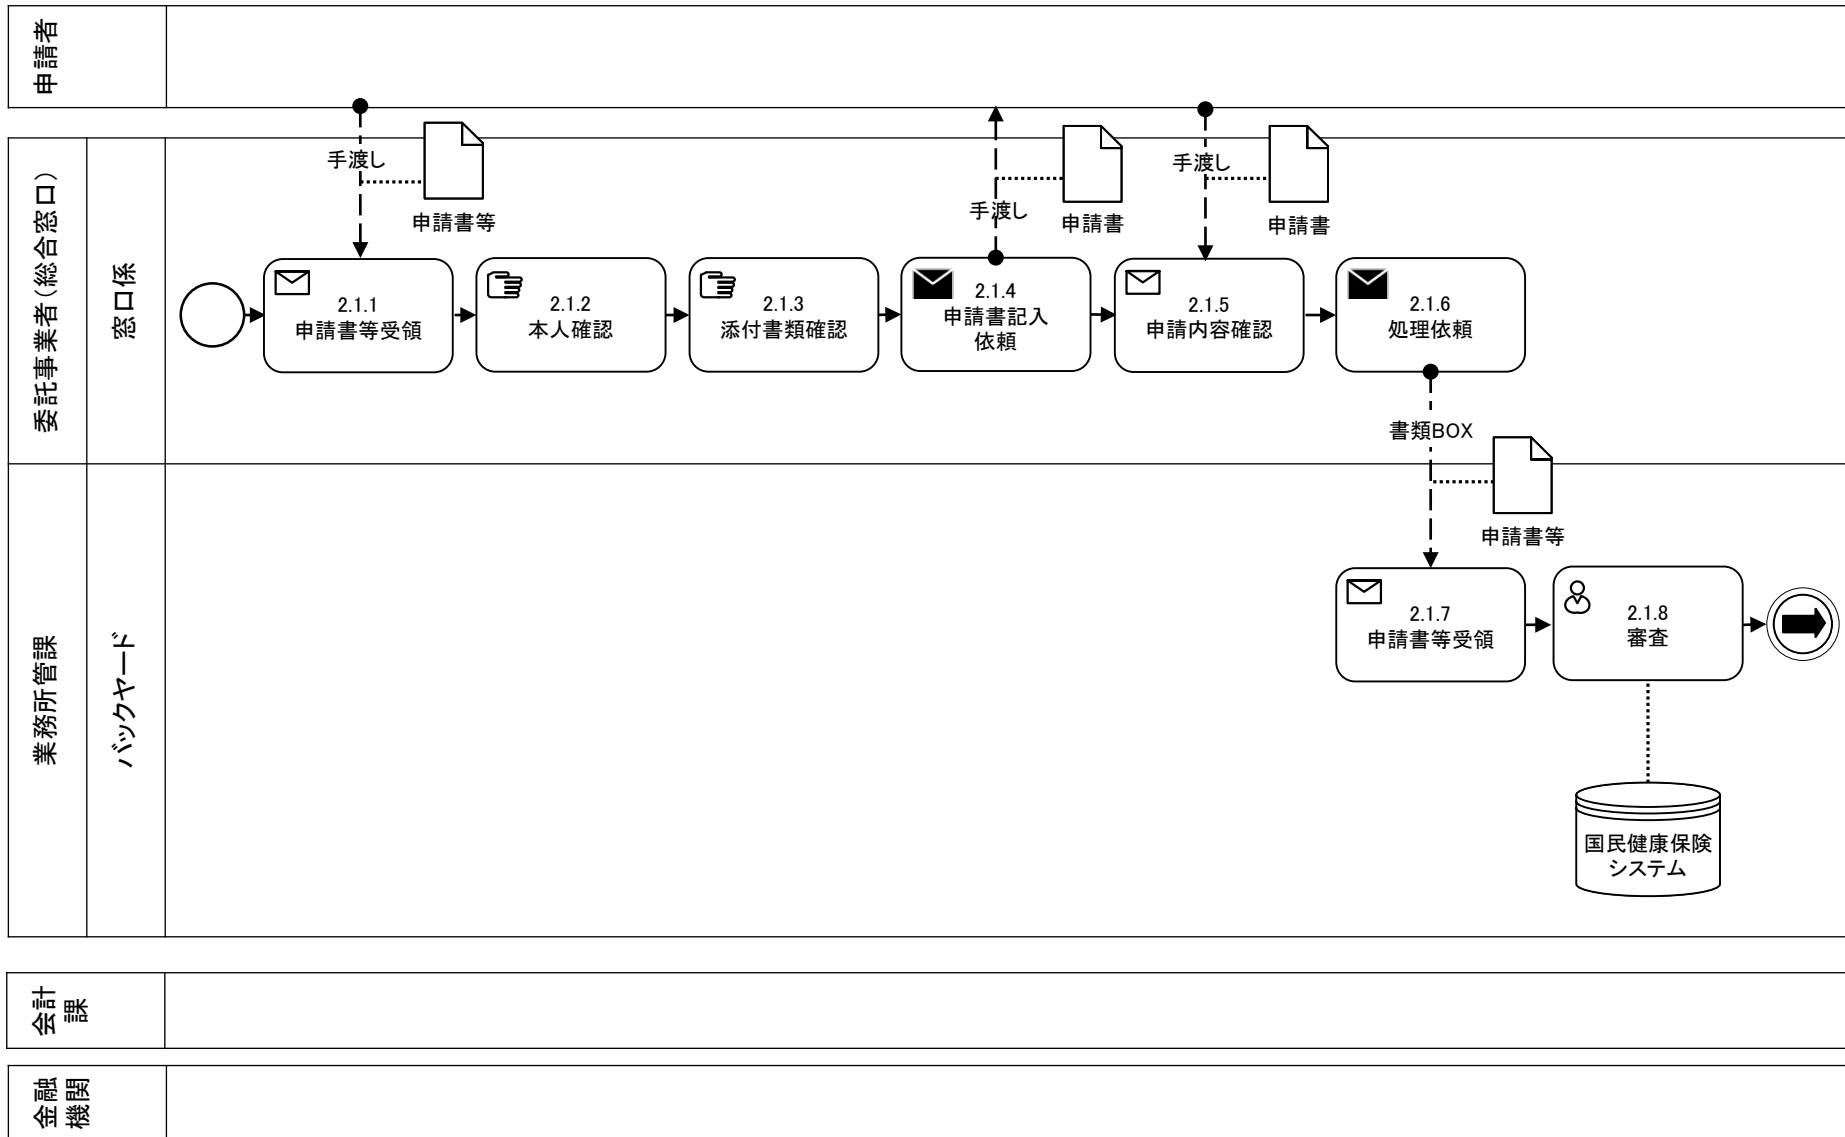 申請者
委託事業者（総合窓口）
窓口係
手渡し
申請書等
手渡し
申請書
手渡し
申請書
2.1.1
申請書等受領
2.1.2
本人確認
2.1.3
添付書類確認
2.1.4
申請書記入
依頼
2.1.5
申請内容確認
2.1.6
処理依頼
書類BOX
申請書等
業務所管課
バックヤード
2.1.7
申請書等受領
2.1.8
審査
国民健康保険
システム
会計
課
金融
機関